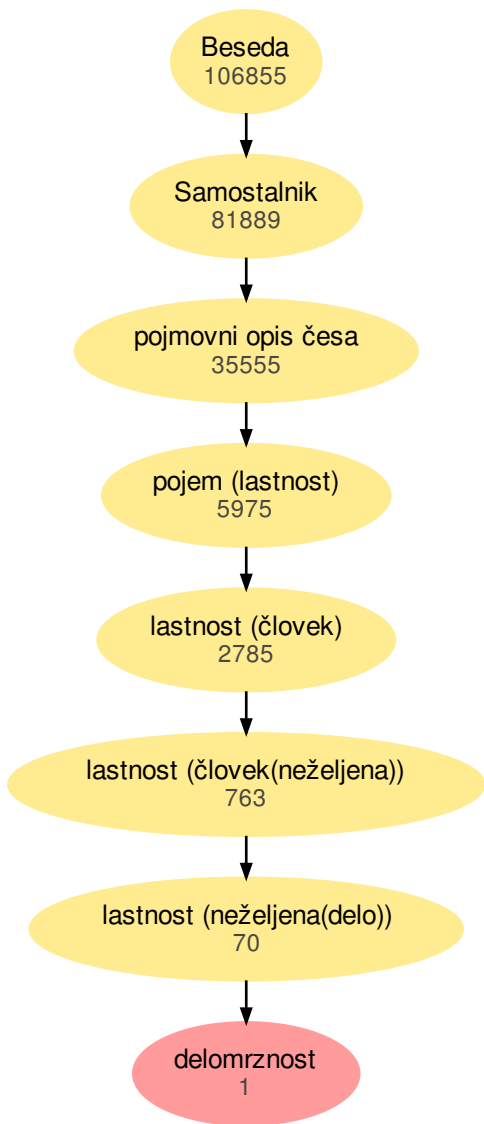 Beseda
106855
Samostalnik
81889
pojmovni opis česa
35555
pojem (lastnost)
5975
lastnost (človek)
2785
lastnost (človek(neželjena))
763
lastnost (neželjena(delo))
70
delomrznost
1